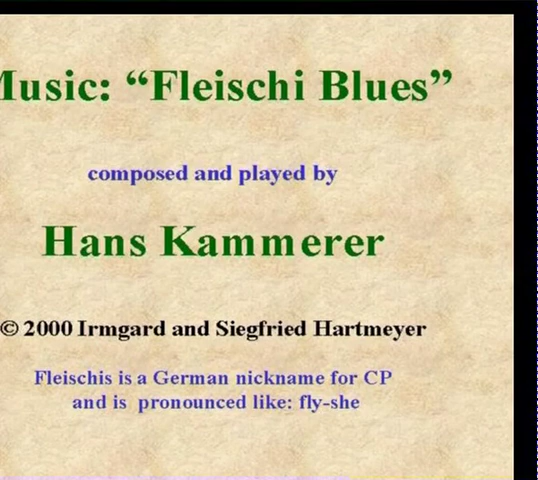 Music: “Fleischi Blues”
composed and played by
Hans Kammerer
© 2000 Irmgard and Siegfried Hartmeyer
Fleischis is a German nickname for CP
and is pronounced like: fly-she